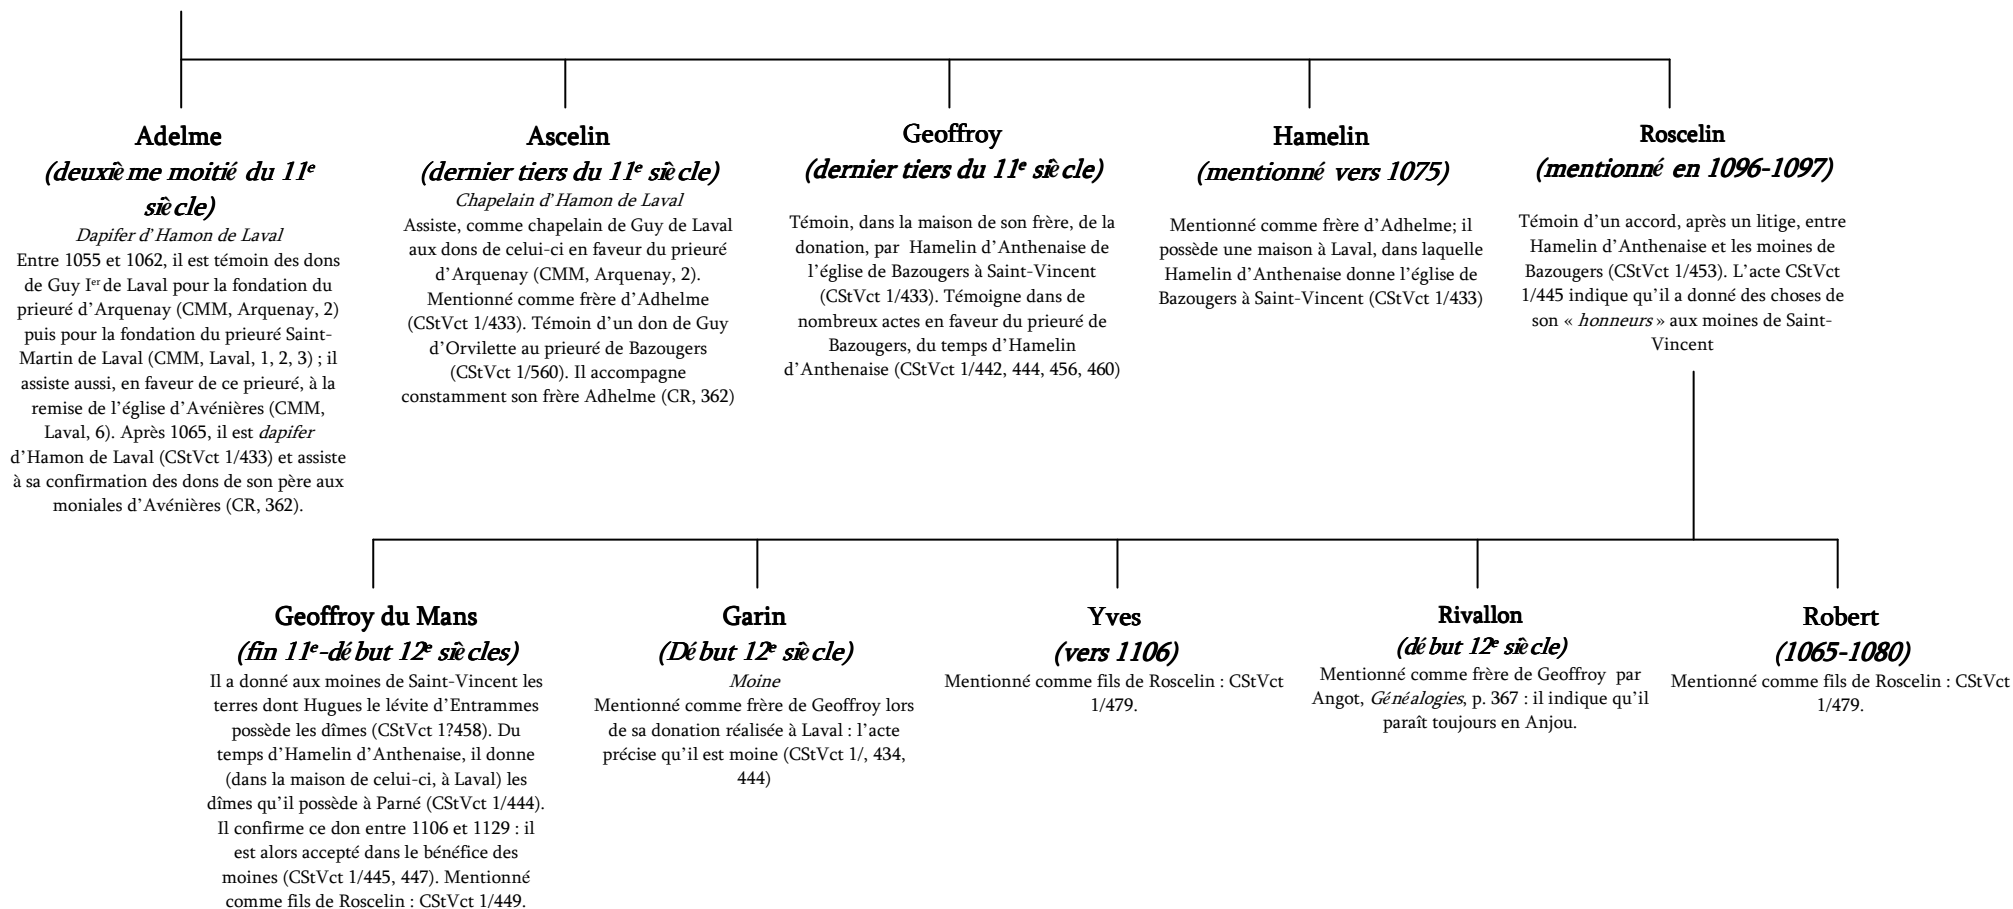 Adelme
(deuxième moitié du 11e
siècle)
Dapifer d'Hamon de Laval
Entre 1055 et 1062, il est témoin des dons
de Guy Ier de Laval pour la fondation du
prieuré d'Arquenay (CMM, Arquenay, 2)
puis pour la fondation du prieuré Saint-
Martin de Laval (CMM, Laval, 1, 2, 3) ; il
assiste aussi, en faveur de ce prieuré, à la
remise de l'église d'Avénières (CMM,
Laval, 6). Après 1065, il est dapifer
d'Hamon de Laval (CStVct 1/433) et assiste
à sa confirmation des dons de son père aux
moniales d'Avénières (CR, 362).
Ascelin
(dernier tiers du 11e siècle)
Chapelain d'Hamon de Laval
Assiste, comme chapelain de Guy de Laval
aux dons de celui-ci en faveur du prieuré
d'Arquenay (CMM, Arquenay, 2).
Mentionné comme frère d'Adhelme
(CStVct 1/433). Témoin d'un don de Guy
d'Orvilette au prieuré de Bazougers
(CStVct 1/560). Il accompagne
constamment son frère Adhelme (CR, 362)
Geoffroy
(dernier tiers du 11e siècle)
Témoin, dans la maison de son frère, de la
donation, par Hamelin d'Anthenaise de
l'église de Bazougers à Saint-Vincent
(CStVct 1/433). Témoigne dans de
nombreux actes en faveur du prieuré de
Bazougers, du temps d'Hamelin
d'Anthenaise (CStVct 1/442, 444, 456, 460)
Hamelin
(mentionné vers 1075)
Mentionné comme frère d'Adhelme; il
possède une maison à Laval, dans laquelle
Hamelin d'Anthenaise donne l'église de
Bazougers à Saint-Vincent (CStVct 1/433)
Roscelin
(mentionné en 1096-1097)
Témoin d'un accord, après un litige, entre
Hamelin d'Anthenaise et les moines de
Bazougers (CStVct 1/453). L'acte CStVct
1/445 indique qu'il a donné des choses de
son « honneurs » aux moines de Saint-
Vincent
Geoffroy du Mans
(fin 11e-début 12e siècles)
Il a donné aux moines de Saint-Vincent les
terres dont Hugues le lévite d'Entrammes
possède les dîmes (CStVct 1?458). Du
temps d'Hamelin d'Anthenaise, il donne
(dans la maison de celui-ci, à Laval) les
dîmes qu'il possède à Parné (CStVct 1/444).
Il confirme ce don entre 1106 et 1129 : il
est alors accepté dans le bénéfice des
moines (CStVct 1/445, 447). Mentionné
comme fils de Roscelin : CStVct 1/449.
Garin
(Début 12e siècle)
Moine
Mentionné comme frère de Geoffroy lors
de sa donation réalisée à Laval : l'acte
précise qu'il est moine (CStVct 1/, 434,
444)
Yves
(vers 1106)
Mentionné comme fils de Roscelin : CStVct
1/479.
Rivallon
(début 12e siècle)
Mentionné comme frère de Geoffroy par
Angot, Généalogies, p. 367 : il indique qu'il
paraît toujours en Anjou.
Robert
(1065-1080)
Mentionné comme fils de Roscelin : CStVct
1/479.